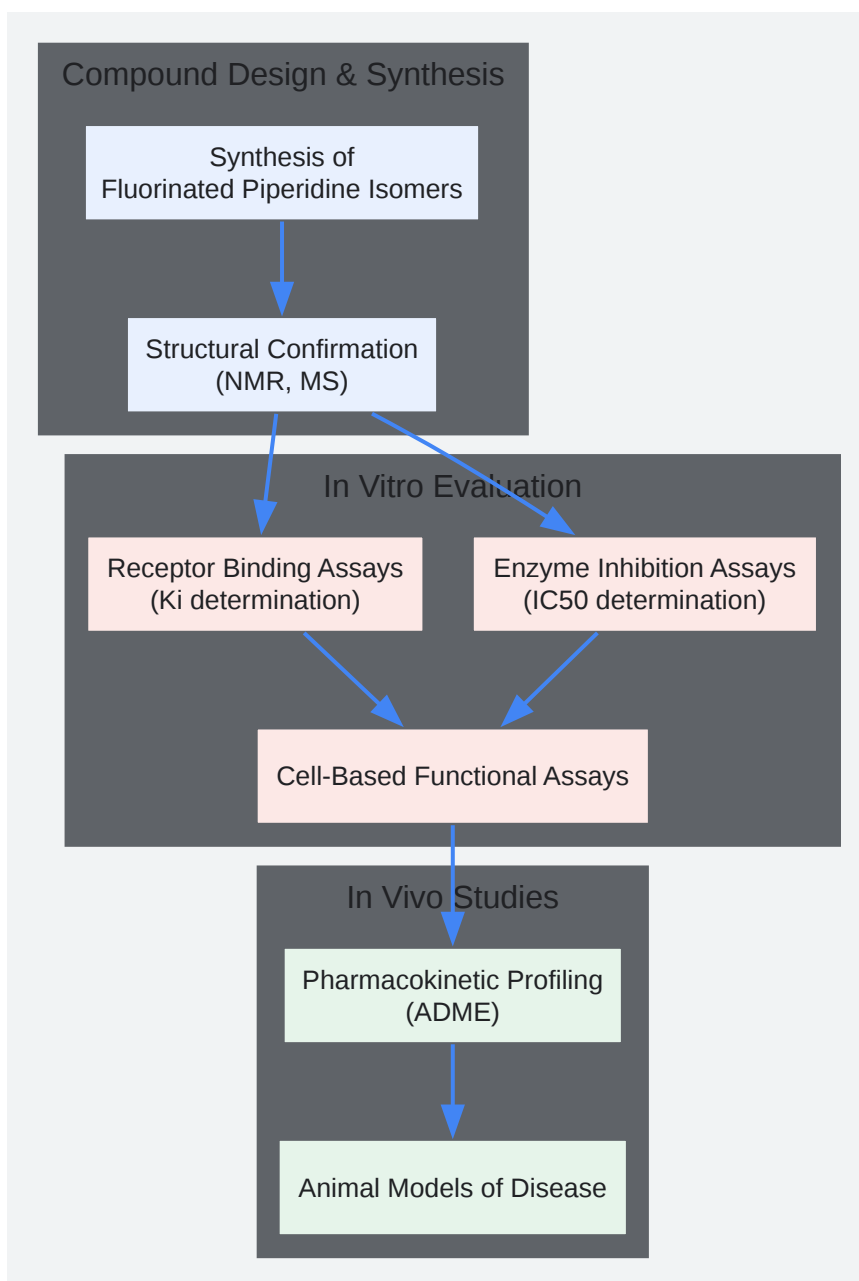 Compound Design & Synthesis
Synthesis of
Fluorinated Piperidine Isomers
Structural Confirmation
(NMR, MS)
In Vitro Evaluation
Receptor Binding Assays
(Ki determination)
Enzyme Inhibition Assays
(IC50 determination)
Cell-Based Functional Assays
In Vivo Studies
Pharmacokinetic Profiling
(ADME)
Animal Models of Disease